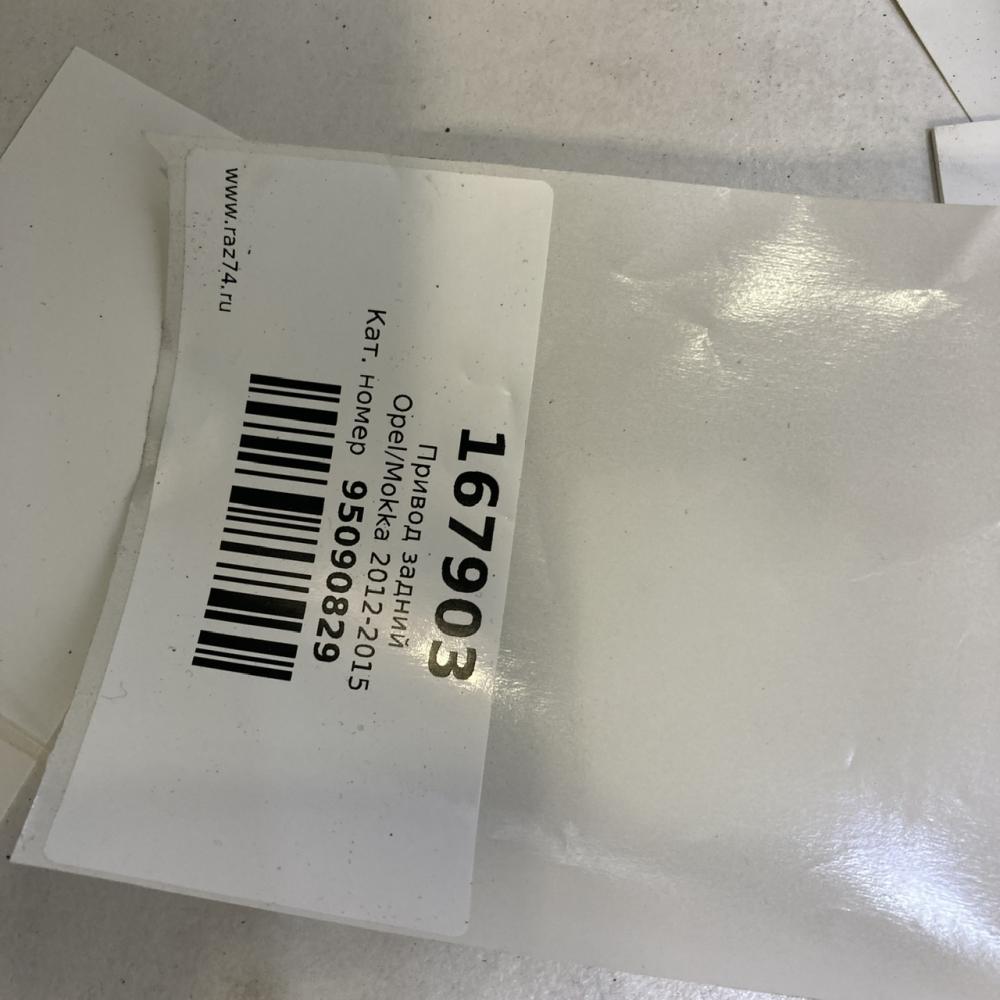 167903
Привод задний
Opel/Mokka 2012-2015
Кат. номер 95090829
www.raz74.ru